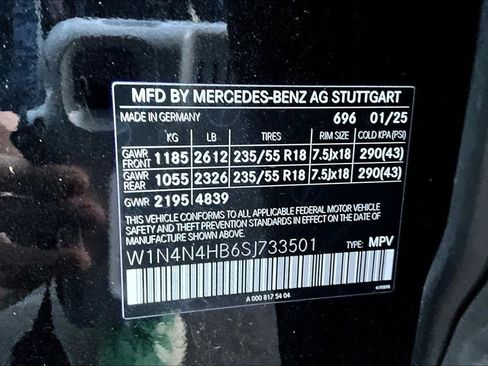 MFD BY MERCEDES-BENZ AG STUTTGART
MADE IN GERMANY 696 01/25
KG LB TIRES RIM SIZE COLD KPA (PSI)
GAWR FRONT 1185 2612 235/55 R18 7.5Jx18 290(43)
GAWR REAR 1055 2326 235/55 R18 7.5Jx18 290(43)
GVWR 2195 4839
THIS VEHICLE CONFORMS TO ALL APPLICABLE FEDERAL MOTOR VEHICLE
SAFETY AND THEFT PREVENTION STANDARDS IN EFFECT ON THE DATE
OF MANUFACTURE SHOWN ABOVE.
W1N4N4HB6SJ733501 TYPE: MPV
A 000 817 54 04